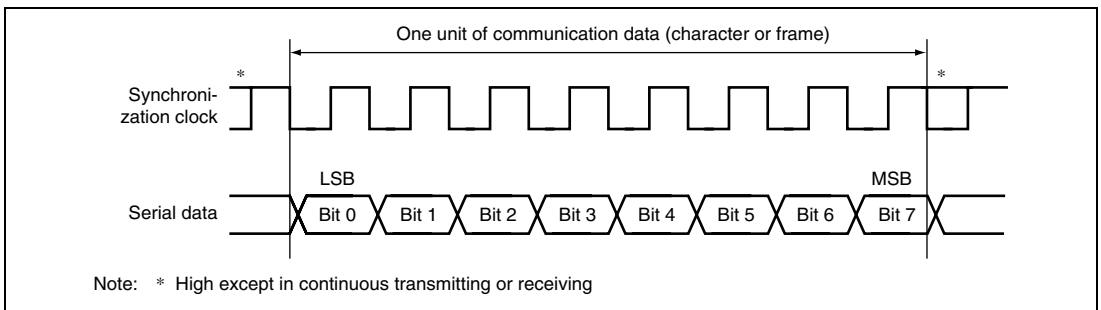 One unit of communication data (character or frame)
* *
Synchroni-
zation clock
LSB MSB
Serial data Bit 0 Bit 1 Bit 2 Bit 3 Bit 4 Bit 5 Bit 6 Bit 7
Note: * High except in continuous transmitting or receiving